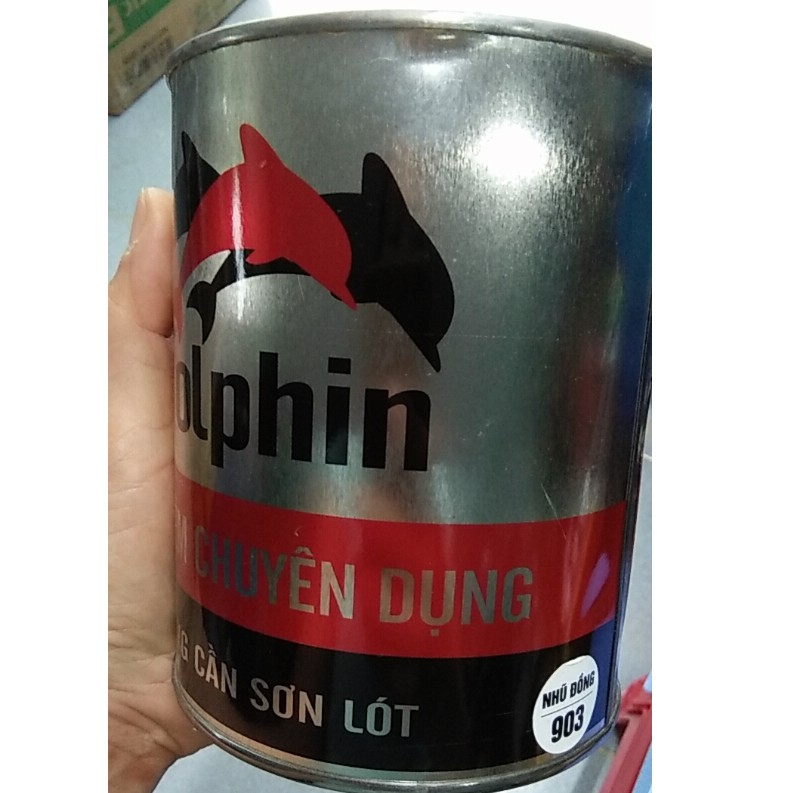 olphin
CHUYÊN DỤNG
CẦN SƠN LÓT
NHŨ ĐỒNG
903